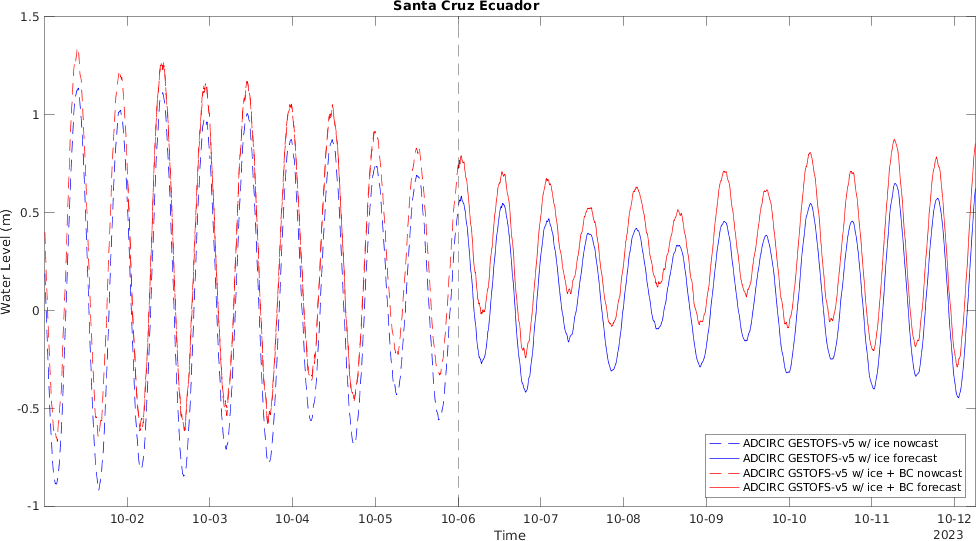 Santa Cruz Ecuador
1.5
1
0.5
0
-0.5
-1
Water Level (m)
10-02 10-03 10-04 10-05 10-06 10-07 10-08 10-09 10-10 10-11 10-12
2023
Time
ADCIRC GESTOFS-v5 w/ ice nowcast
ADCIRC GESTOFS-v5 w/ ice forecast
ADCIRC GSTOFS-v5 w/ ice + BC nowcast
ADCIRC GSTOFS-v5 w/ ice + BC forecast